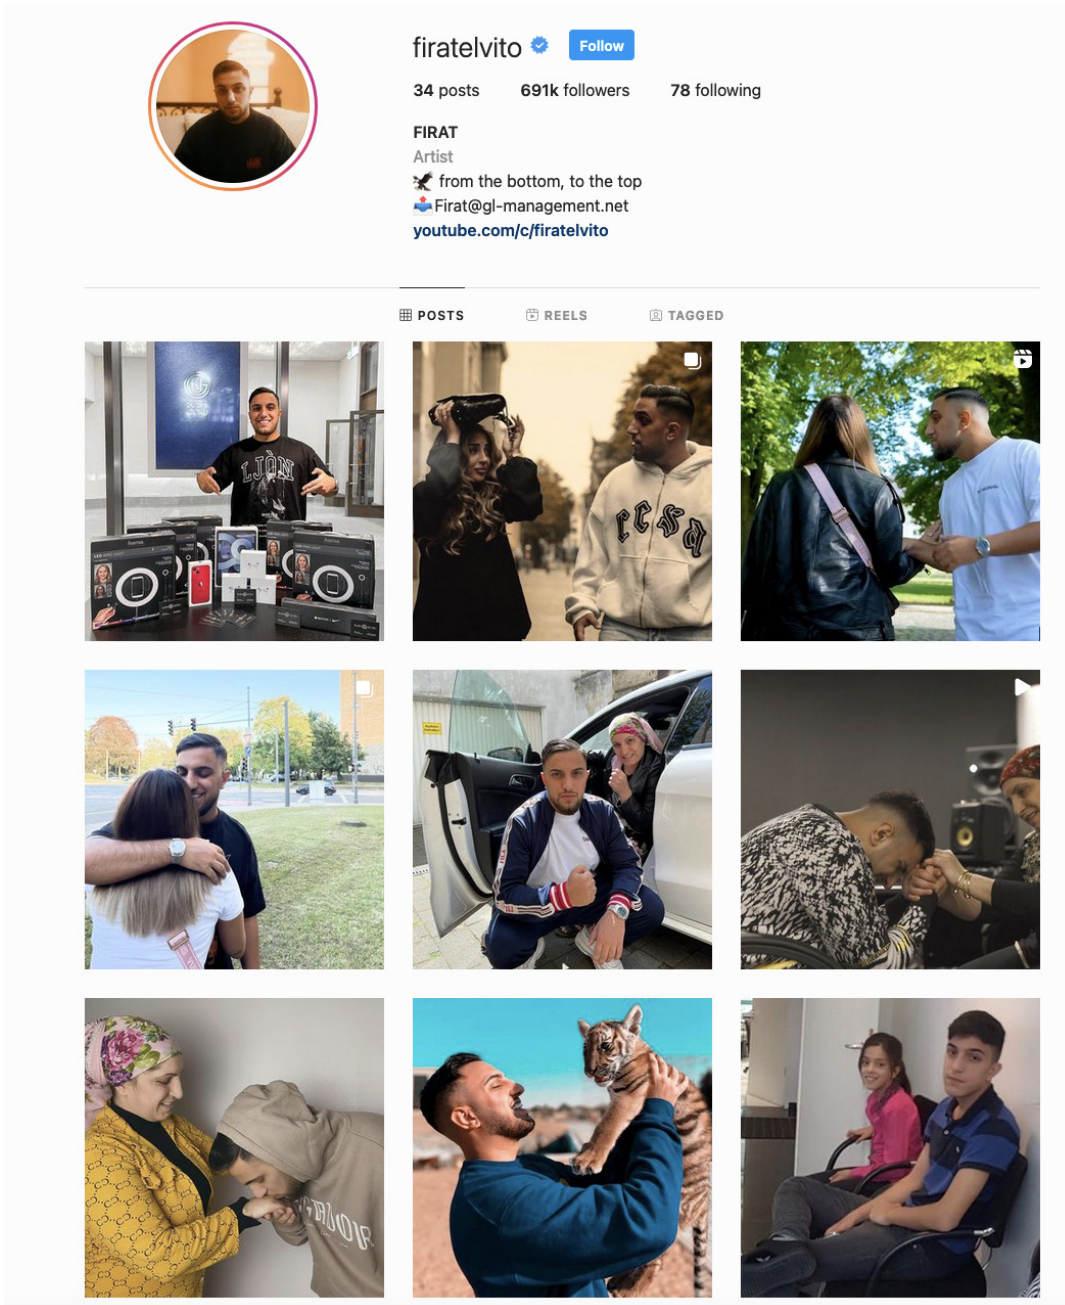 firatelvito
Follow
34 posts 691k followers 78 following
FIRAT
Artist
from the bottom, to the top
Firat@gl-management.net
youtube.com/c/firatelvito
POSTS REELS TAGGED
LJÒN